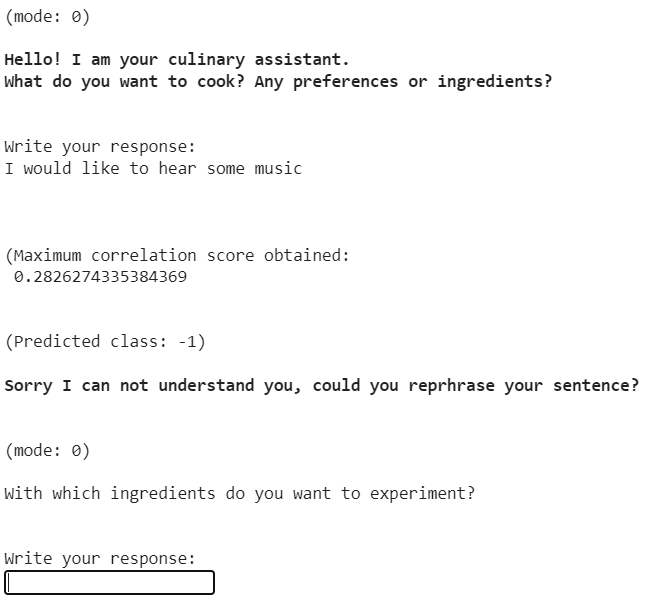 (mode: 0)
Hello! I am your culinary assistant.
What do you want to cook? Any preferences or ingredients?
Write your response:
I would like to hear some music
(Maximum correlation score obtained:
0.2826274335384369
(Predicted class: -1)
Sorry I can not understand you, could you reprhrase your sentence?
(mode: 0)
With which ingredients do you want to experiment?
Write your response: